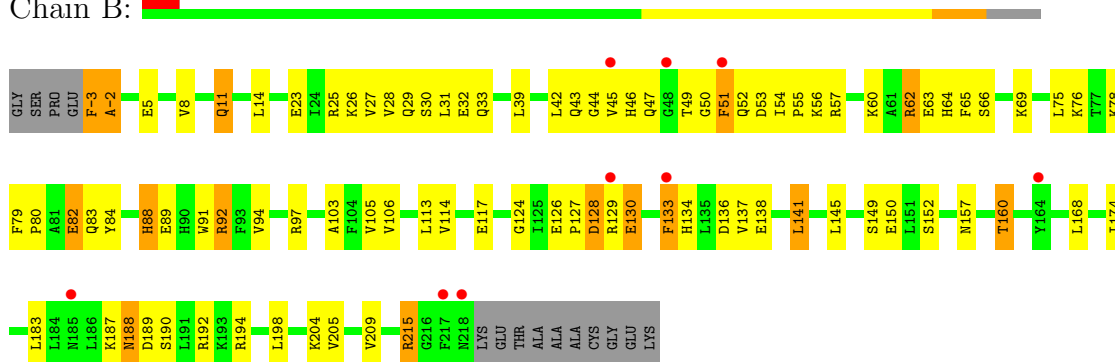 Chain B:
GLY SER PRO GLU F-3 A-2 E5 V8 Q11 L14 E23 I24 R25 K26 V27 V28 Q29 S30 L31 E32 Q33 L39 L42 Q43 G44 V45 H46 Q47 G48 T49 G50 F51 Q52 D53 I54 P55 K56 R57 K60 A61 R62 E63 H64 F65 S66 K69 L75 K76 T77 K78
F79 P80 A81 E82 Q83 Y84 H88 E89 H90 W91 R92 F93 V94 R97 A103 F104 V105 V106 L113 V114 E117 G124 I125 E126 P127 D128 R129 E130 F133 H134 L135 D136 V137 E138 L141 L145 S149 E150 L151 S152 N157 T160 Y164 L168
L183 L184 N185 L186 K187 N188 D189 S190 L191 R192 K193 R194 L198 K204 V205 V209 R215 G216 F217 N218 LYS GLU THR ALA ALA ALA CYS GLY GLU LYS